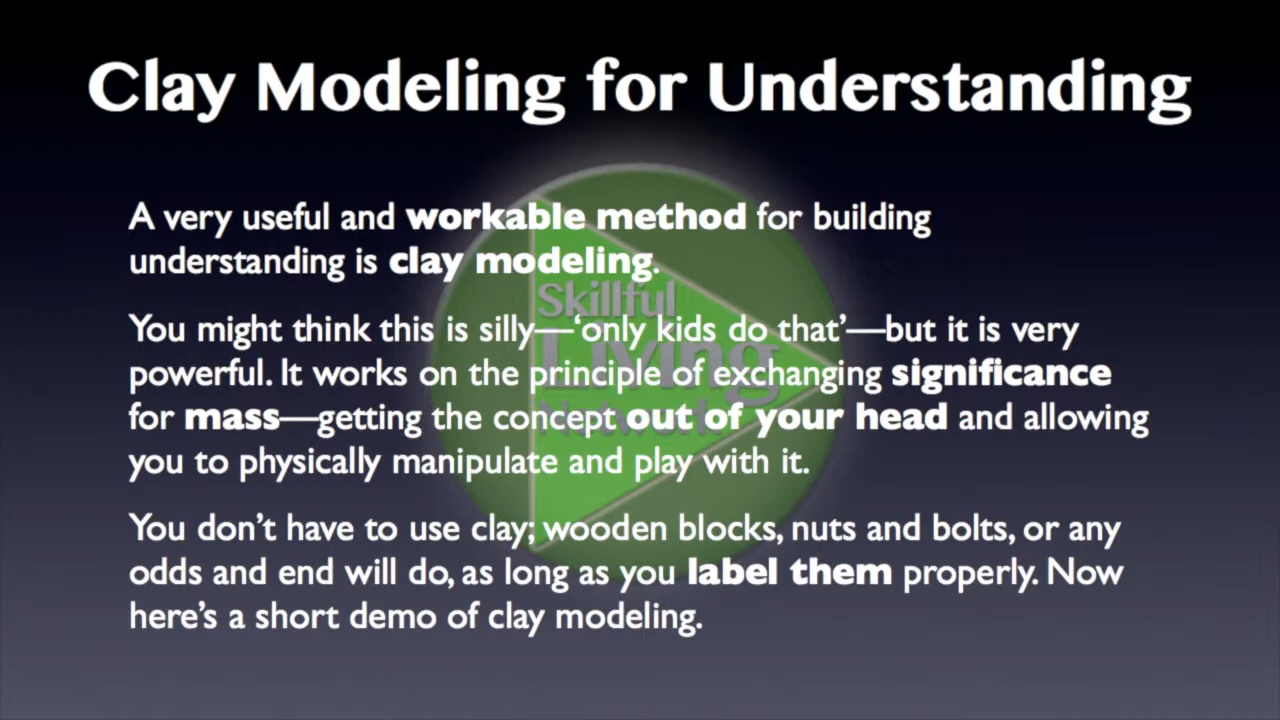 Clay Modeling for Understanding
A very useful and workable method for building
understanding is clay modeling.
You might think this is silly—‘only kids do that’—but it is very
powerful. It works on the principle of exchanging significance
for mass—getting the concept out of your head and allowing
you to physically manipulate and play with it.
You don’t have to use clay; wooden blocks, nuts and bolts, or any
odds and end will do, as long as you label them properly. Now
here’s a short demo of clay modeling.
Skillful
Living
Network